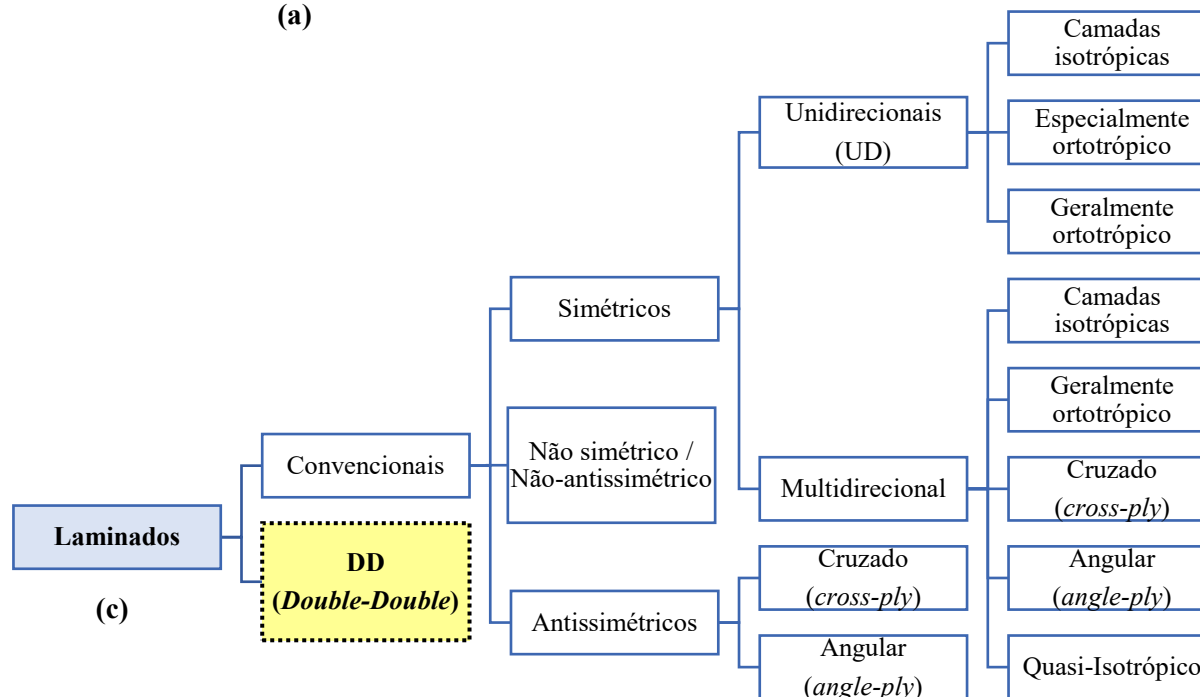 (a)
Camadas
isotrópicas
Unidirecionais
(UD)
Especialmente
ortotrópico
Geralmente
ortotrópico
Simétricos
Camadas
isotrópicas
Geralmente
ortotrópico
Convencionais
Não simétrico /
Não-antissimétrico
Multidirecional
Cruzado
(cross-ply)
Laminados
DD
(Double-Double)
(c)
Antissimétricos
Cruzado
(cross-ply)
Angular
(angle-ply)
Angular
(angle-ply)
Quasi-Isotrópico